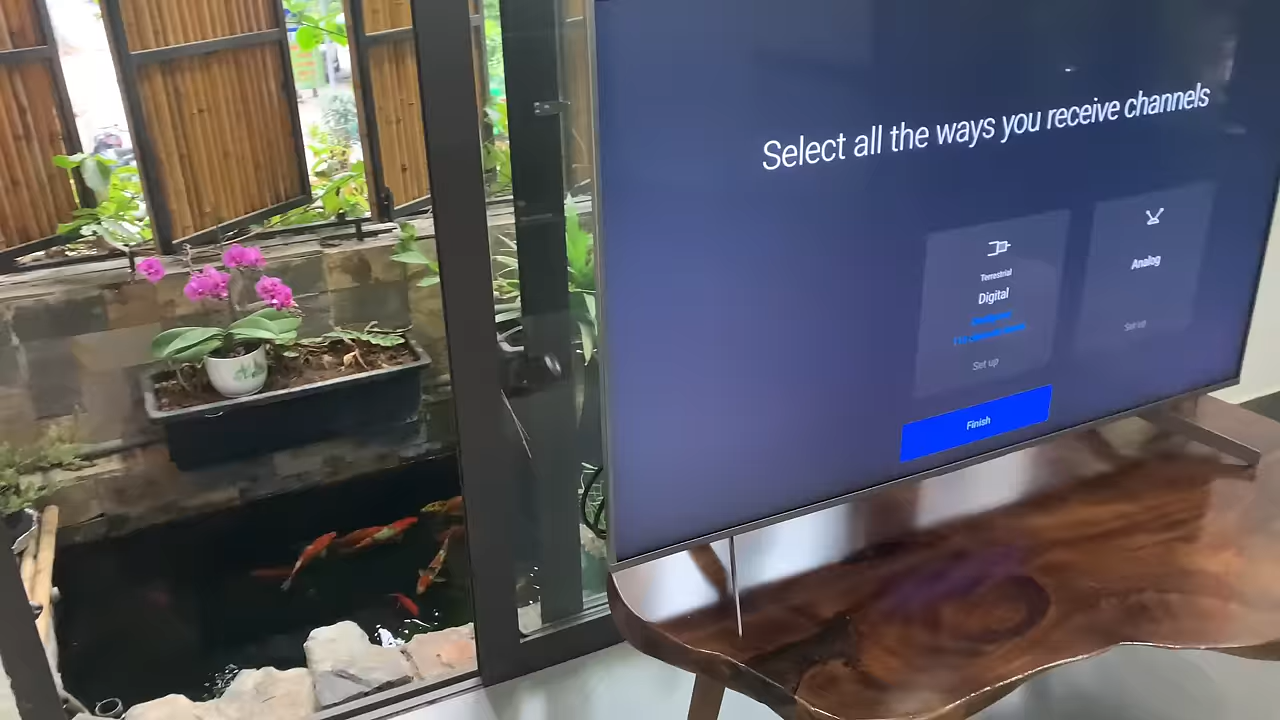 Select all the ways you receive channels
Terrestrial
Digital
Set up
Analog
Set up
Finish